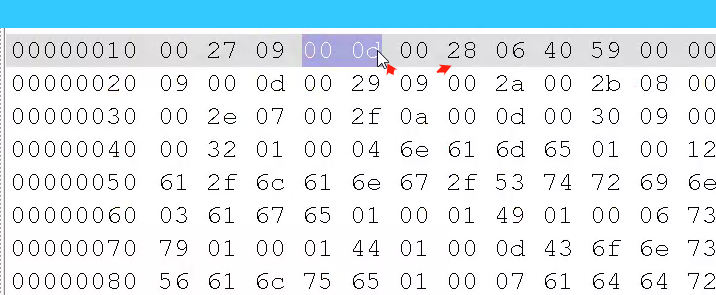 00000010 00 27 09 00 0d 00 28 06 40 59 00 00
00000020 09 00 0d 00 29 09 00 2a 00 2b 08 00
00000030 00 2e 07 00 2f 0a 00 0d 00 30 09 00
00000040 00 32 01 00 04 6e 61 6d 65 01 00 12
00000050 61 2f 6c 61 6e 67 2f 53 74 72 69 6e
00000060 03 61 67 65 01 00 01 49 01 00 06 73
00000070 79 01 00 01 44 01 00 0d 43 6f 6e 73
00000080 56 61 6c 75 65 01 00 07 61 64 64 72